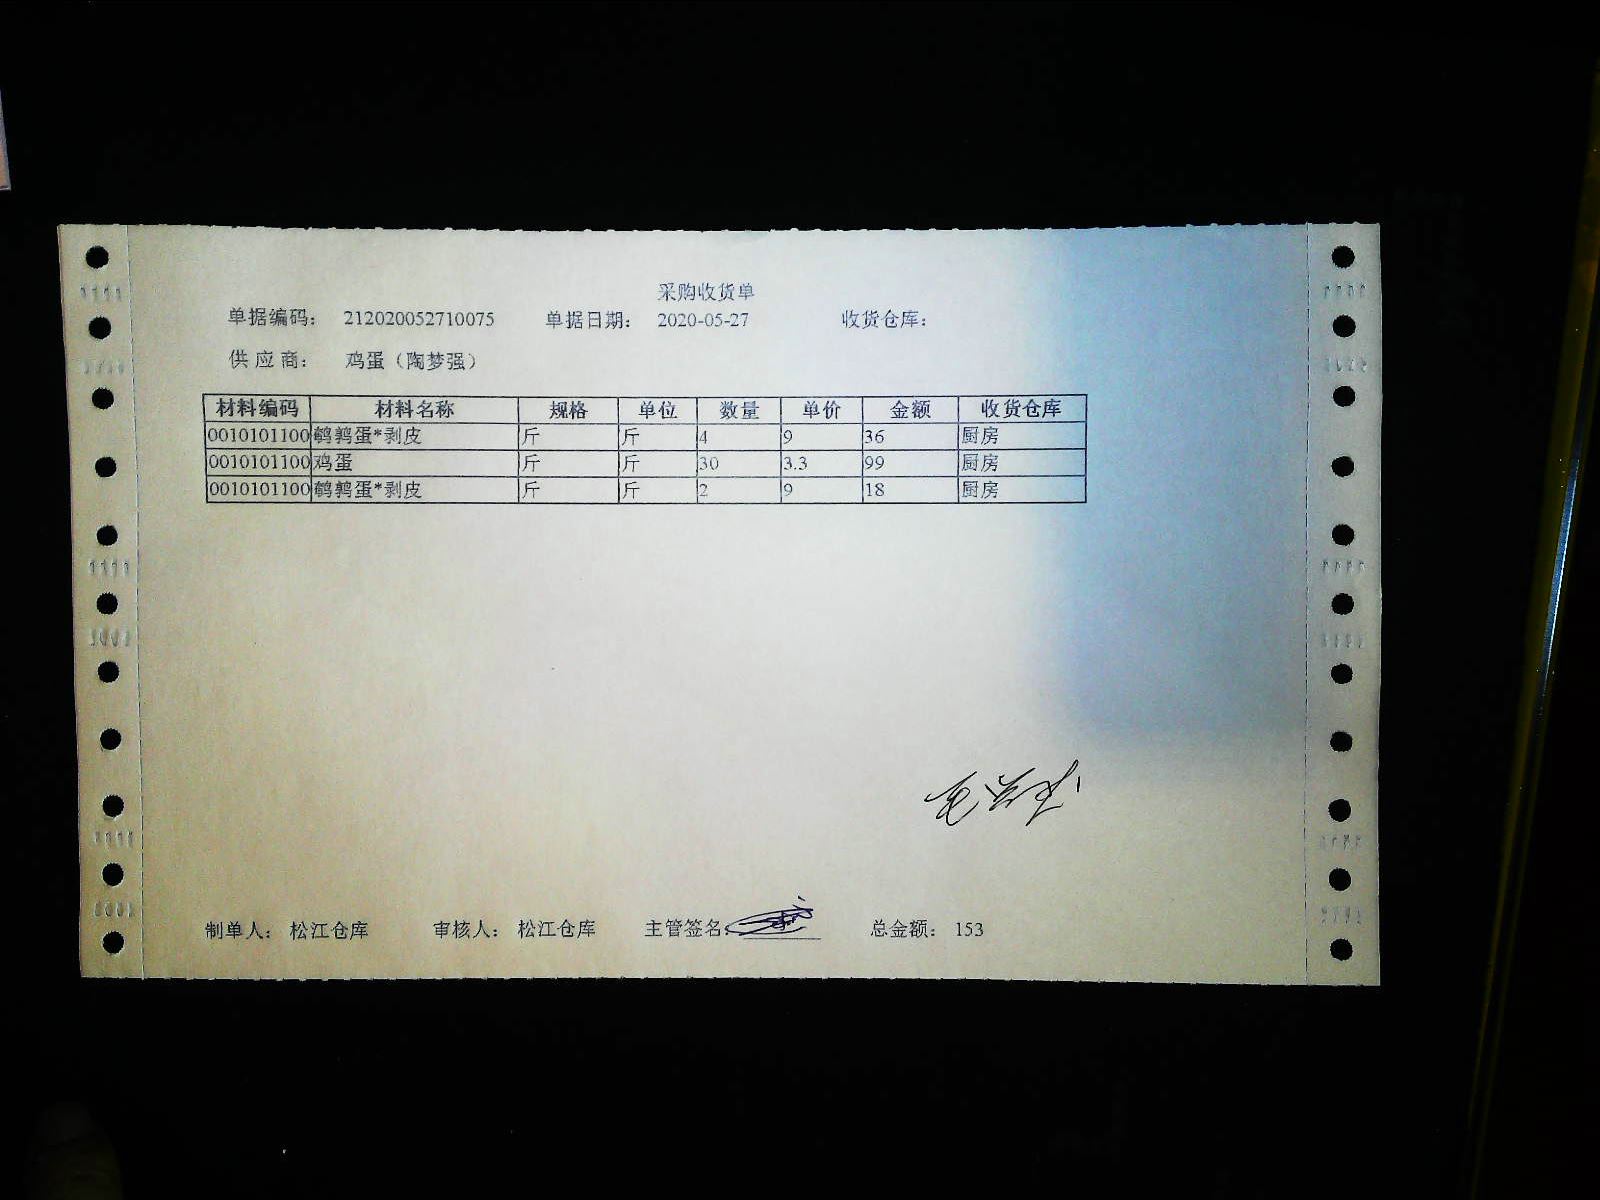 采购收货单
单据编码： 212020052710075 单据日期： 2020-05-27 收货仓库：
供 应 商： 鸡蛋（陶梦强）
材料编码 材料名称 规格 单位 数量 单价 金额 收货仓库
0010101100 鹌鹑蛋*剥皮 斤 斤 4 9 36 厨房
0010101100 鸡蛋 斤 斤 30 3.3 99 厨房
0010101100 鹌鹑蛋*剥皮 斤 斤 2 9 18 厨房
制单人： 松江仓库 审核人： 松江仓库 主管签名： 总金额： 153